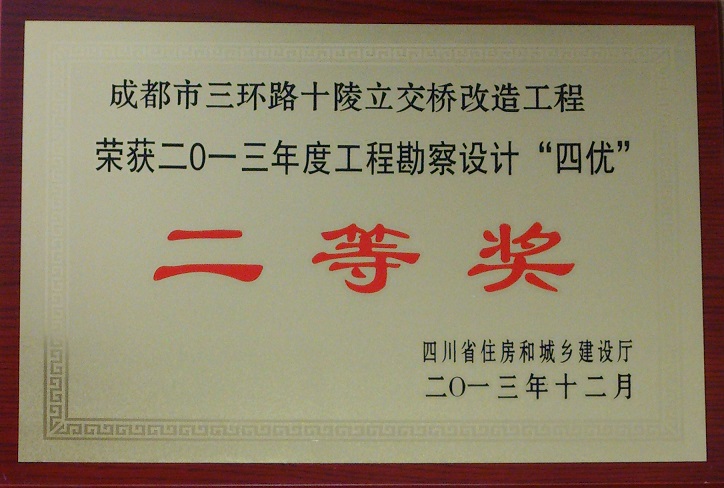 成都市三环路十陵立交桥改造工程
荣获二〇一三年度工程勘察设计“四优”
二等奖
四川省住房和城乡建设厅
二〇一三年十二月